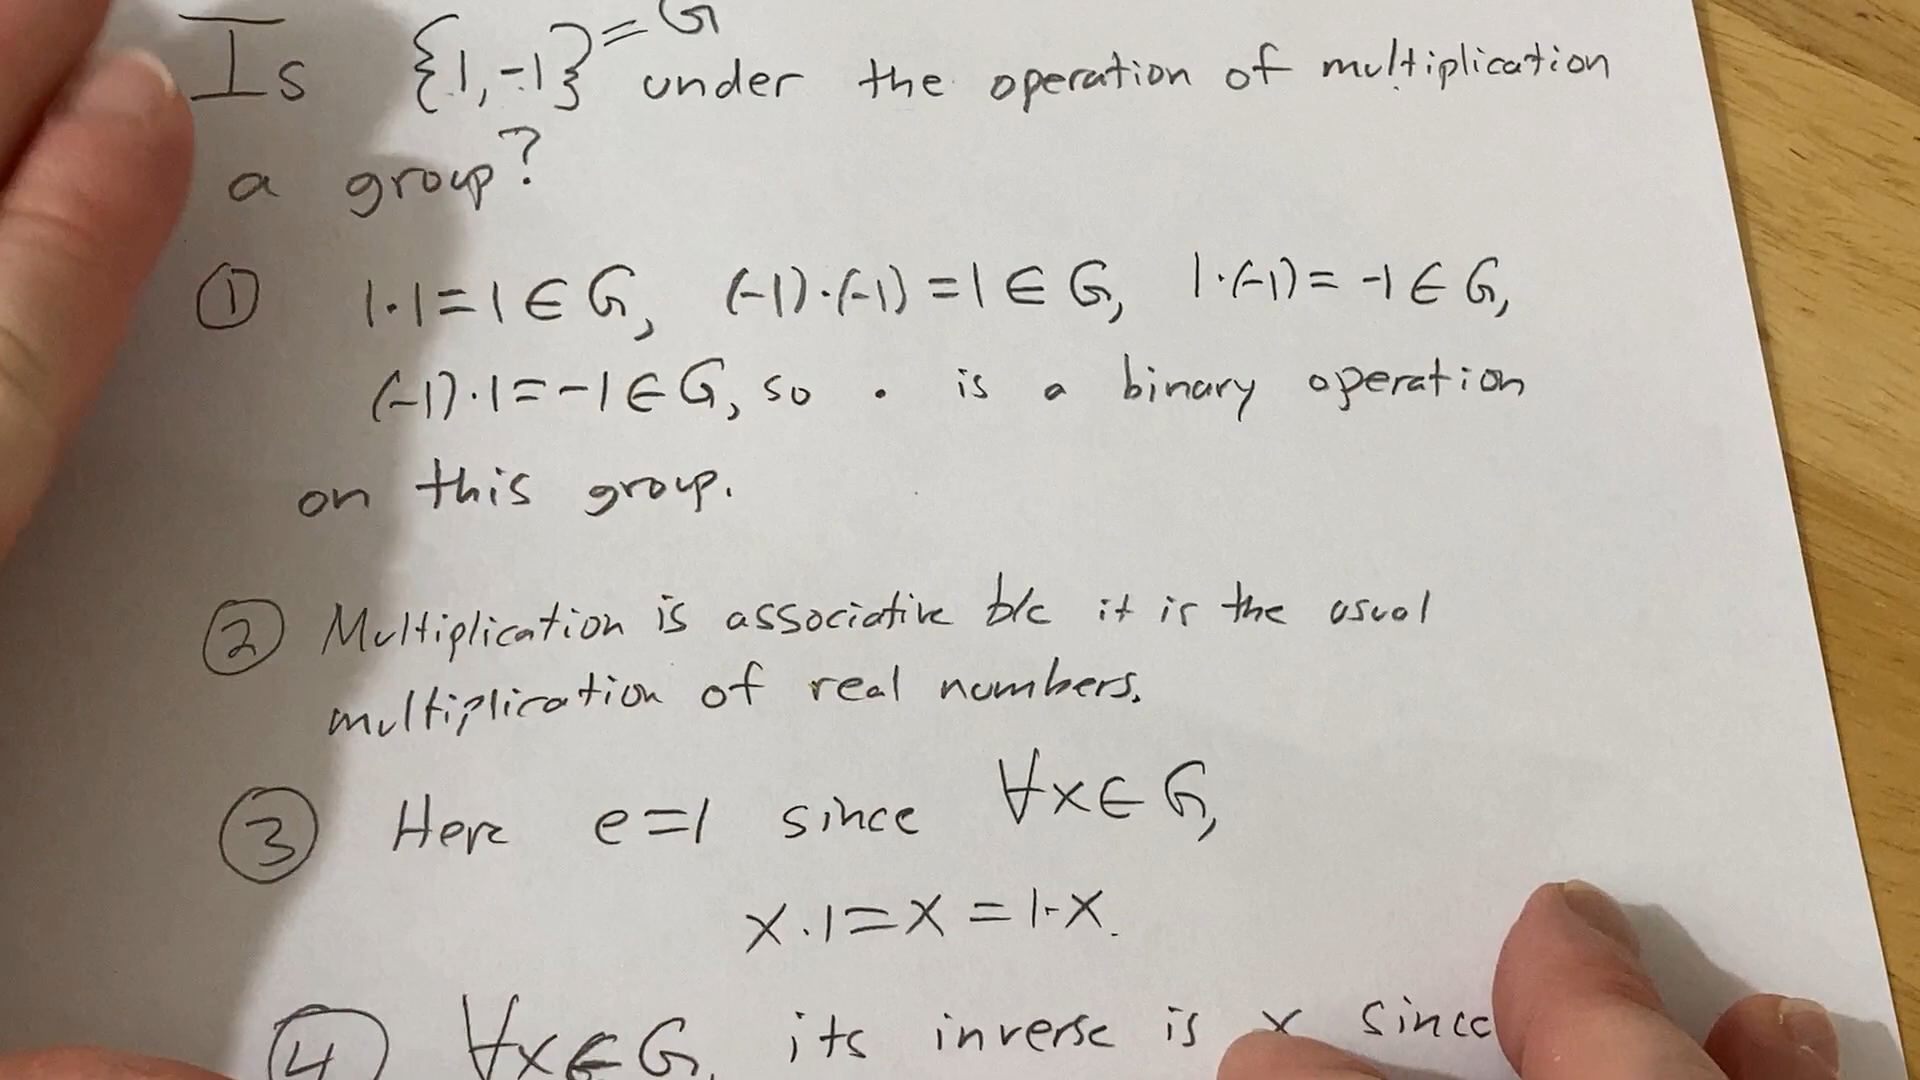 Is {1,-1}=G under the operation of multiplication
a group?
① 1·1=1∈G, (-1)·(-1)=1∈G, 1·(-1)=-1∈G,
(-1)·1=-1∈G, so · is a binary operation
on this group.
② Multiplication is associative b/c it is the usual
multiplication of real numbers.
③ Here e=1 since ∀x∈G,
x·1=x=1·x.
④ ∀x∈G, its inverse is x since